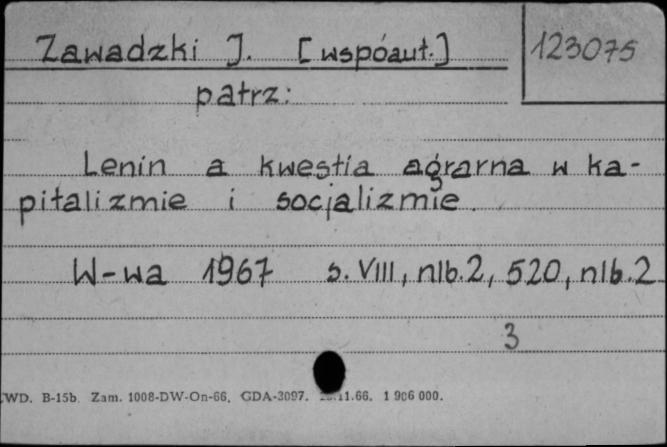 Zawadzki J. [współaut.] 123075
patrz:
Lenin a kwestia agrarna w ka-
pitalizmie i socjalizmie.
W-wa 1967 s. VIII, nlb. 2, 520, nlb. 2
3
WD. B-15b. Zam. 1008-DW-On-66. GDA-3097. 11.66. 1 906 000.